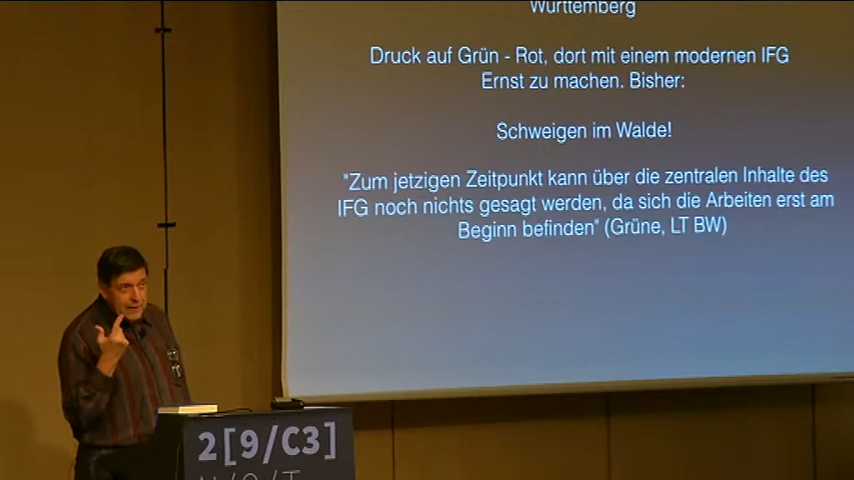 Württemberg
Druck auf Grün - Rot, dort mit einem modernen IFG
Ernst zu machen. Bisher:
Schweigen im Walde!
"Zum jetzigen Zeitpunkt kann über die zentralen Inhalte des
IFG noch nichts gesagt werden, da sich die Arbeiten erst am
Beginn befinden" (Grüne, LT BW)
2[9/C3]